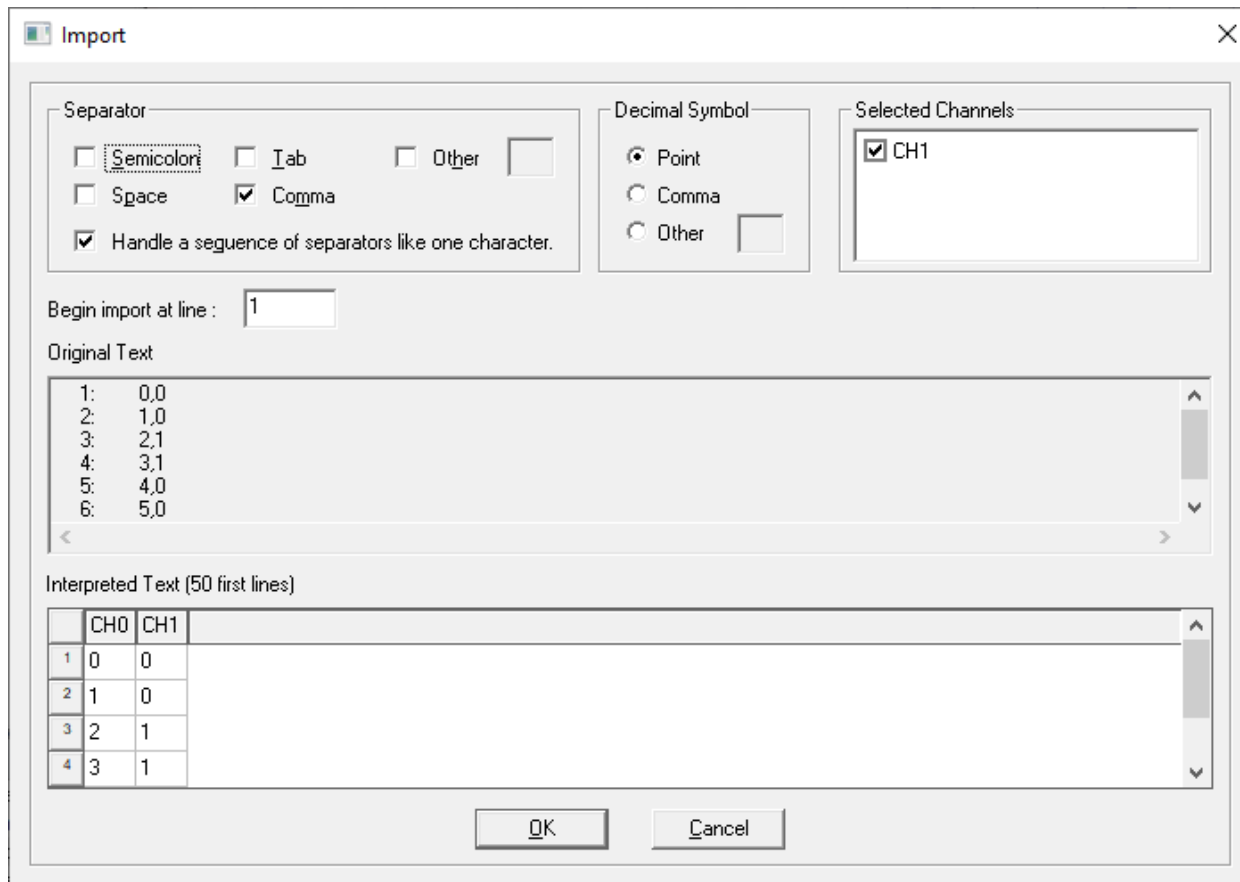 Import
Separator
Semicolon Tab Other
Space Comma
Handle a seguence of separators like one character.
Decimal Symbol
Point
Comma
Other
Selected Channels
CH1
Begin import at line : 1
Original Text
1: 0,0
2: 1,0
3: 2,1
4: 3,1
5: 4,0
6: 5,0
Interpreted Text (50 first lines)
CH0 CH1
1 0 0
2 1 0
3 2 1
4 3 1
OK Cancel